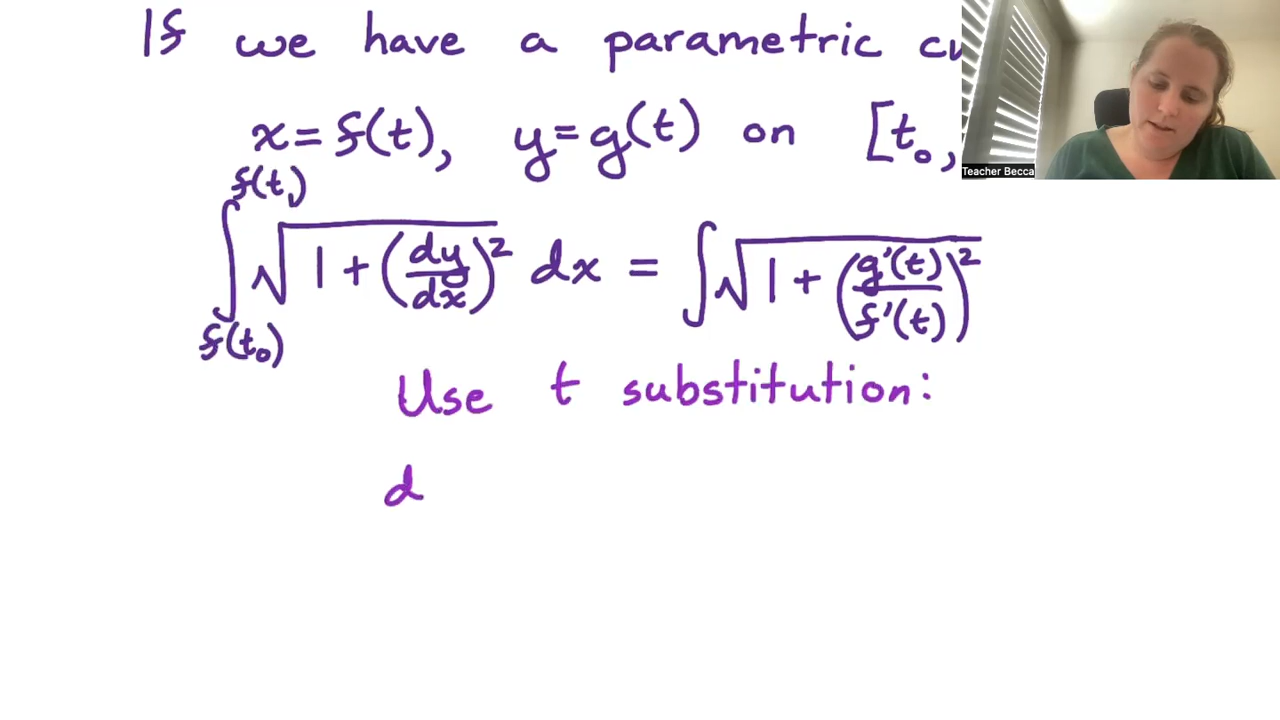 If we have a parametric
x = f(t), y = g(t) on [t₀,
∫_{f(t₀)}^{f(t₁)} √(1 + (dy/dx)²) dx = ∫ √(1 + (g'(t)/f'(t))²)
Use t substitution:
d
Teacher Becca